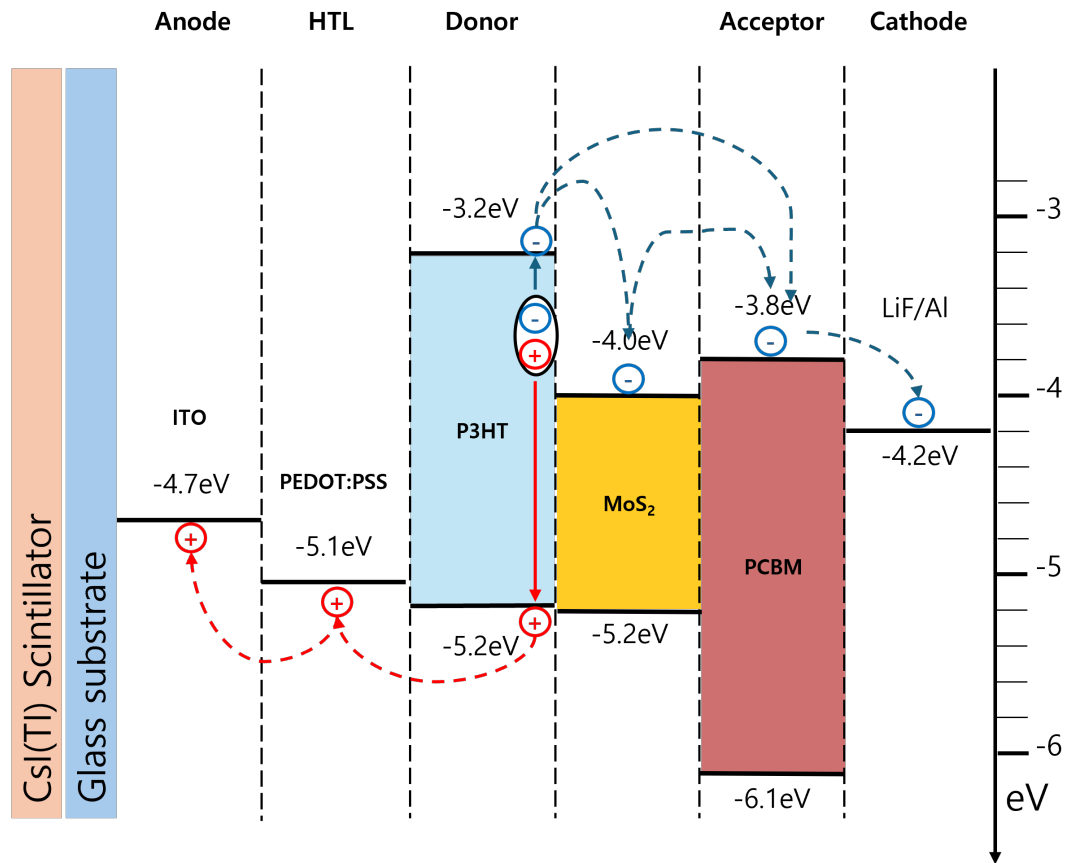 Anode
HTL
Donor
Acceptor
Cathode
-3.2eV
-3
-
-
+
-4.0eV
-
-3.8eV
-
LiF/Al
-4
-
-4.2eV
ITO
-4.7eV
+
PEDOT:PSS
-5.1eV
+
P3HT
MoS₂
PCBM
-5
+
-5.2eV
-5.2eV
-6
-6.1eV
eV
CsI(Tl) Scintillator
Glass substrate